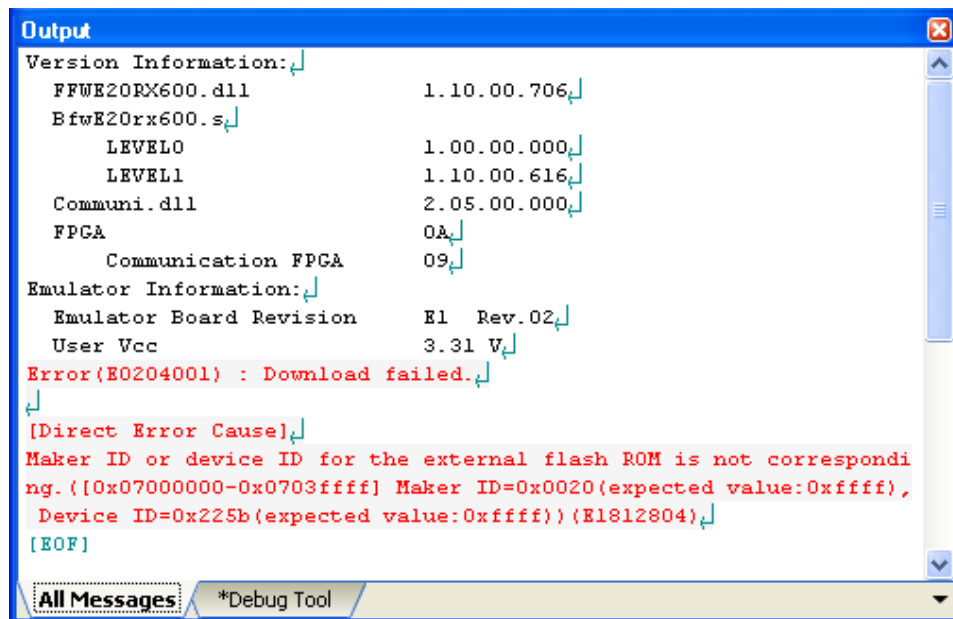 Output
Version Information:
FFWE20RX600.dll 1.10.00.706
BfwE20rx600.s
LEVEL0 1.00.00.000
LEVEL1 1.10.00.616
Communi.dll 2.05.00.000
FPGA 0A
Communication FPGA 09
Emulator Information:
Emulator Board Revision E1 Rev.02
User Vcc 3.31 V
Error(E0204001) : Download failed.
[Direct Error Cause]
Maker ID or device ID for the external flash ROM is not correspondi
ng.([0x07000000-0x0703ffff] Maker ID=0x0020(expected value:0xffff),
Device ID=0x225b(expected value:0xffff))(E1812804)
[EOF]
All Messages *Debug Tool